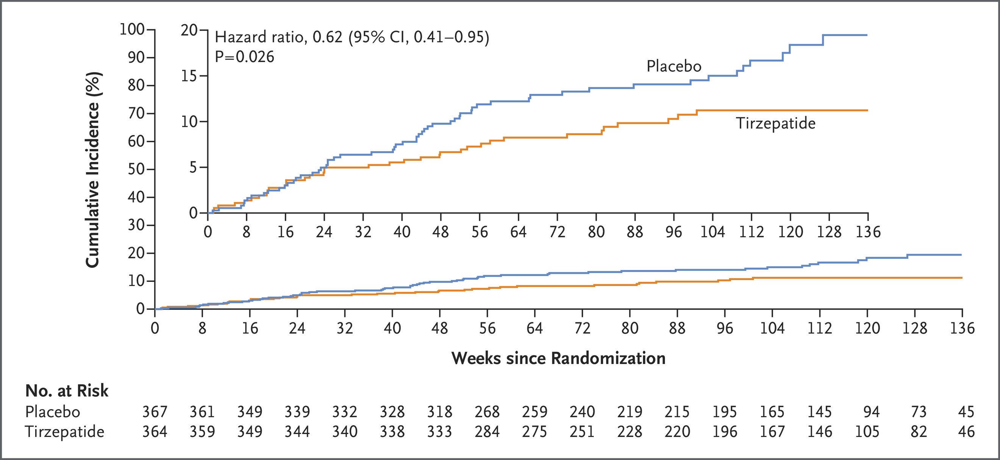 Cumulative Incidence (%)
100
90
80
70
60
50
40
30
20
10
0
20
15
10
5
0
Hazard ratio, 0.62 (95% CI, 0.41–0.95)
P=0.026
Placebo
Tirzepatide
0 8 16 24 32 40 48 56 64 72 80 88 96 104 112 120 128 136
0 8 16 24 32 40 48 56 64 72 80 88 96 104 112 120 128 136
Weeks since Randomization
No. at Risk
Placebo 367 361 349 339 332 328 318 268 259 240 219 215 195 165 145 94 73 45
Tirzepatide 364 359 349 344 340 338 333 284 275 251 228 220 196 167 146 105 82 46